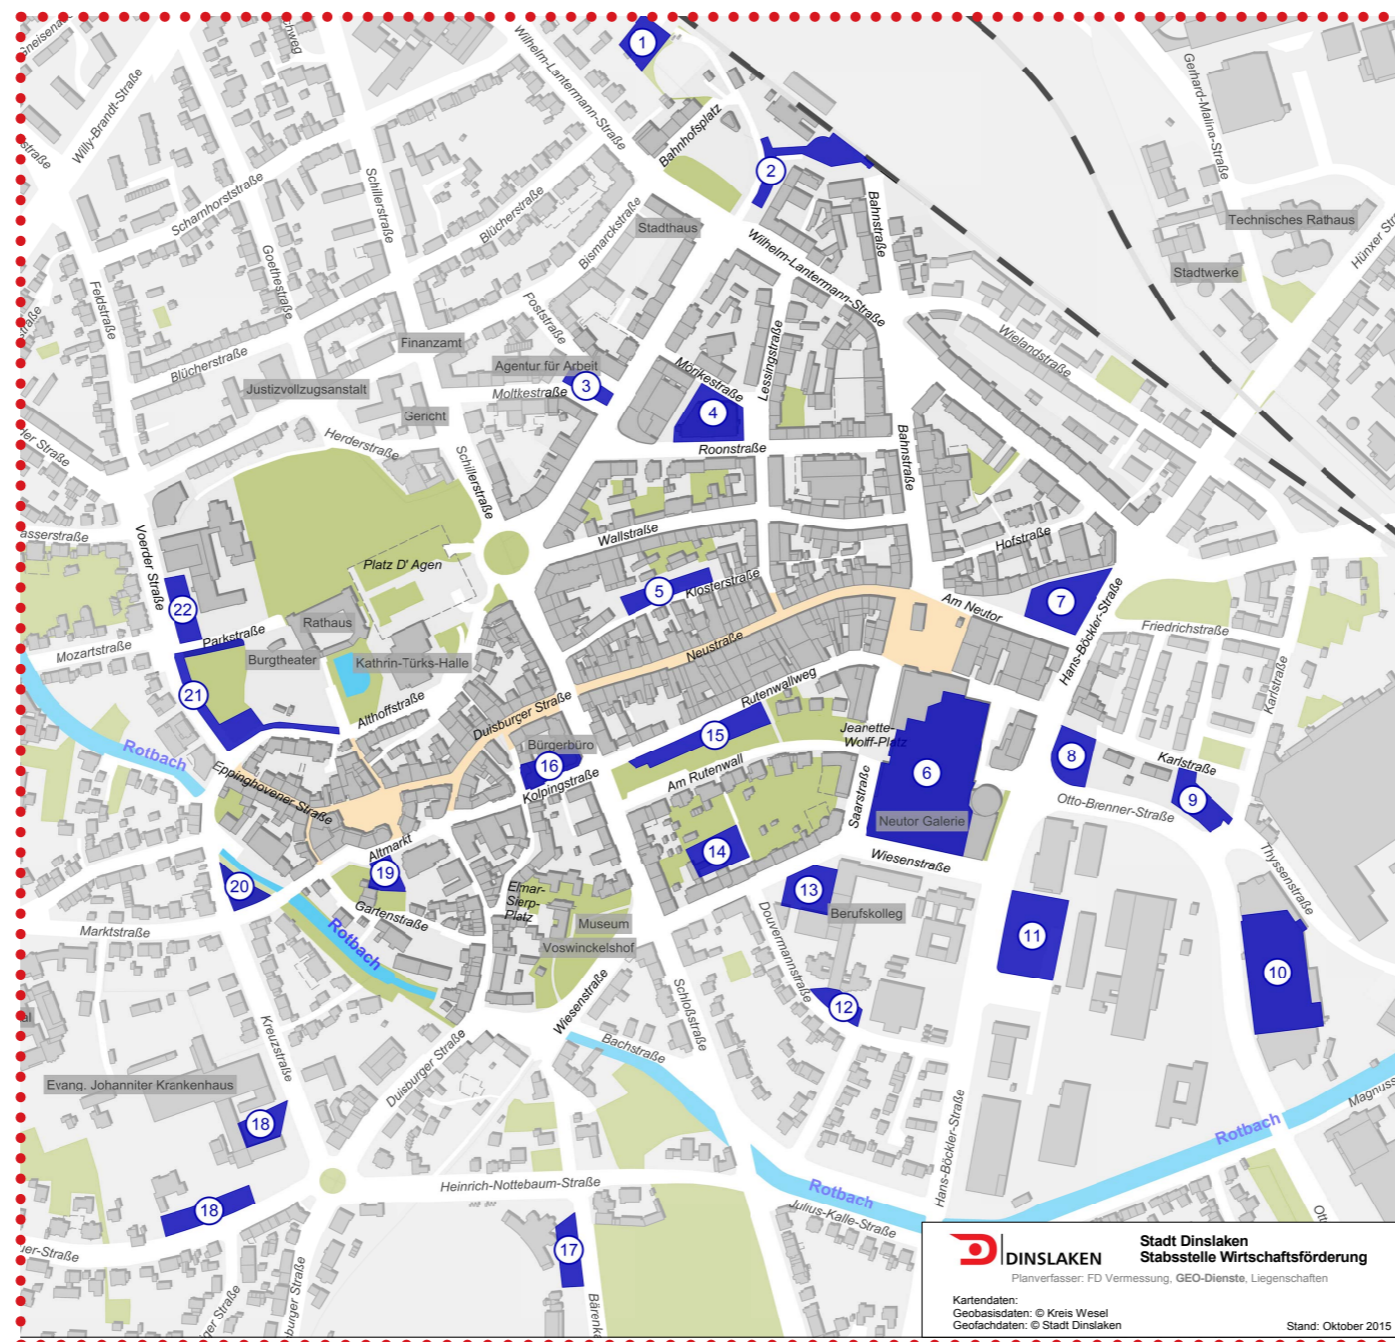 Gneisenau
Willy-Brandt-Straße
Scharnhorststraße
Schillerstraße
Goethestraße
Feldstraße
Blücherstraße
Blücherstraße
Bismarckstraße
Poststraße
Wilhelm-Lantermann-Straße
Bahnhofsplatz
1
2
Stadthaus
Bahnstraße
Wilhelm-Lantermann-Straße
Gerhard-Malina-Straße
Technisches Rathaus
Stadtwerke
Hünxer
Wielandstraße
Finanzamt
Agentur für Arbeit
Justizvollzugsanstalt
Moltkestraße
3
Gericht
Mörikestraße
4
Lessingstraße
Roonstraße
Bahnstraße
Herderstraße
Schillerstraße
Wallstraße
Hofstraße
Voerder Straße
Platz D' Agen
5
Klosterstraße
7
Am Neutor
Hans-Böckler-Straße
Friedrichstraße
Karlstraße
22
Parkstraße
Rathaus
Mozartstraße
Burgtheater
Kathrin-Türks-Halle
Neustraße
21
Althoffstraße
Duisburger Straße
Rutenwallweg
Rotbach
Bürgerbüro
15
Jeanette-
Wolff-Platz
16
Kolpingstraße
Am Rutenwall
6
8
Karlstraße
9
Otto-Brenner-Straße
Eppinghovener Straße
Saarstraße
Neutor Galerie
Altmarkt
14
Wiesenstraße
Thyssenstraße
19
20
Elmar-
Sierp-
Platz
13
Gartenstraße
Museum
Berufskolleg
Marktstraße
Voswinckelshof
Rotbach
Douvermannstraße
11
10
12
Wiesenstraße
Schloßstraße
Kreuzstraße
Duisburger Straße
Bachstraße
Evang. Johanniter Krankenhaus
18
Hans-Böckler-Straße
Rotbach
Heinrich-Nottebaum-Straße
Rotbach
Julius-Kalle-Straße
18
17
DINSLAKEN
Stadt Dinslaken
Stabsstelle Wirtschaftsförderung
Planverfasser: FD Vermessung, GEO-Dienste, Liegenschaften
Kartendaten:
Geobasisdaten: © Kreis Wesel
Geofachdaten: © Stadt Dinslaken
Stand: Oktober 2015